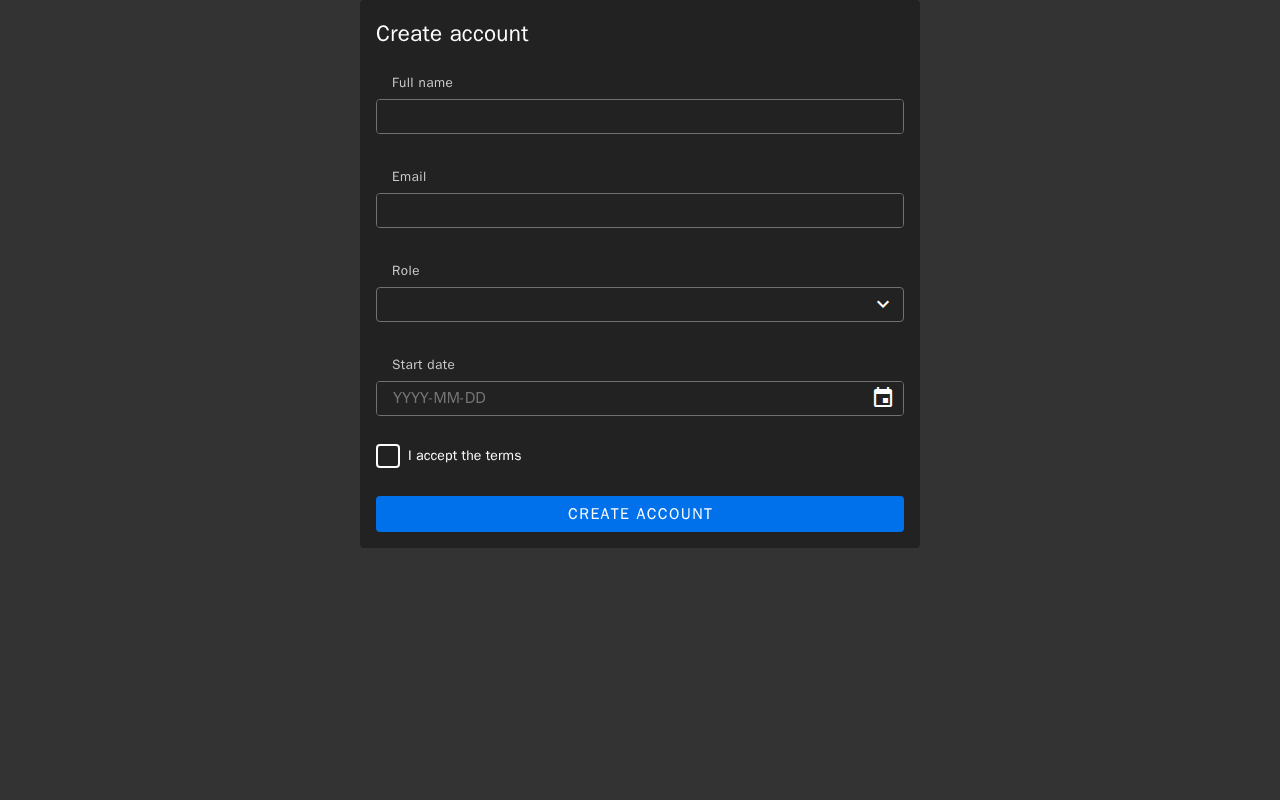 Create account
Full name
Email
Role
Start date
YYYY-MM-DD
I accept the terms
CREATE ACCOUNT